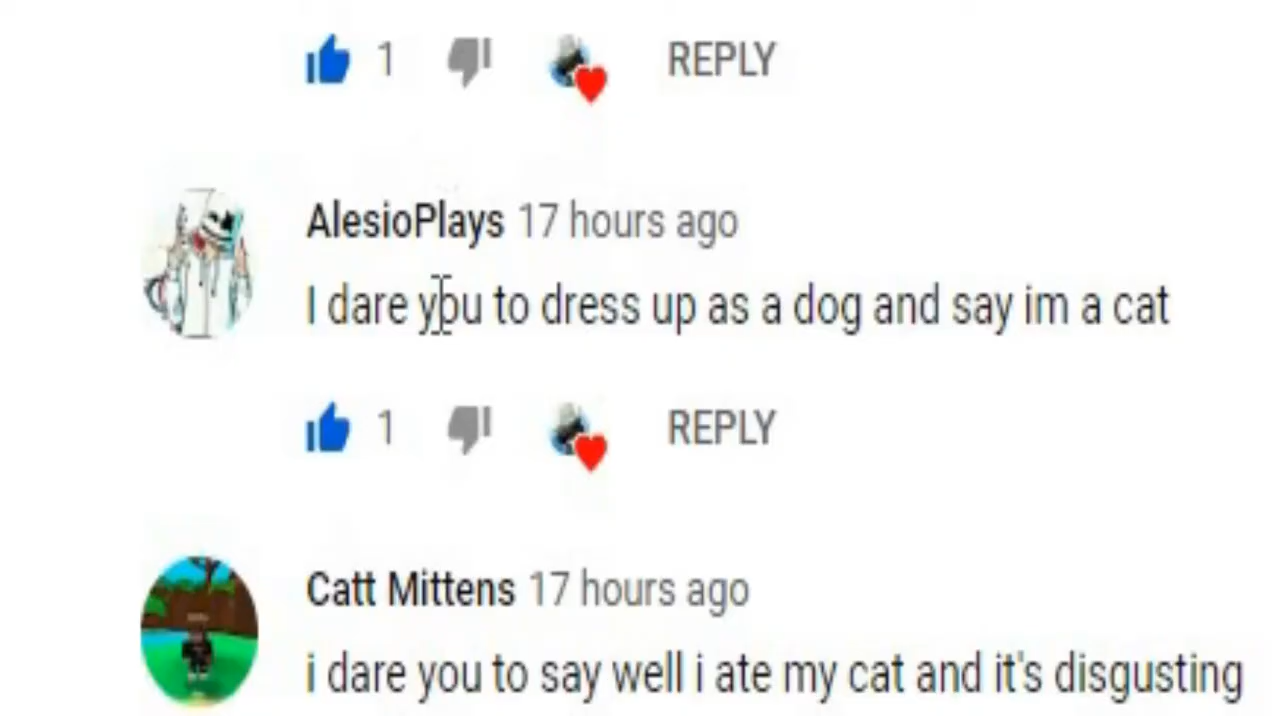 1 REPLY
AlesioPlays 17 hours ago
I dare you to dress up as a dog and say im a cat
1 REPLY
Catt Mittens 17 hours ago
i dare you to say well i ate my cat and it's disgusting